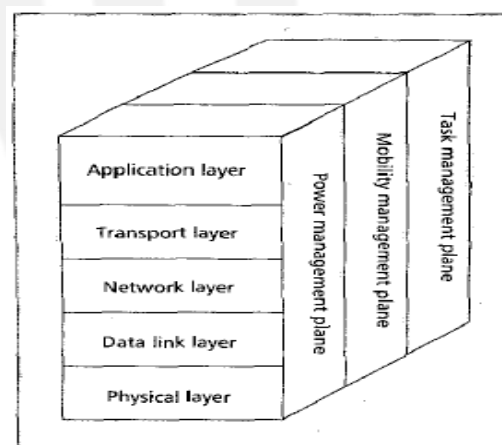 Application layer
Transport layer
Network layer
Data link layer
Physical layer
Power management plane
Mobility management plane
Task management plane